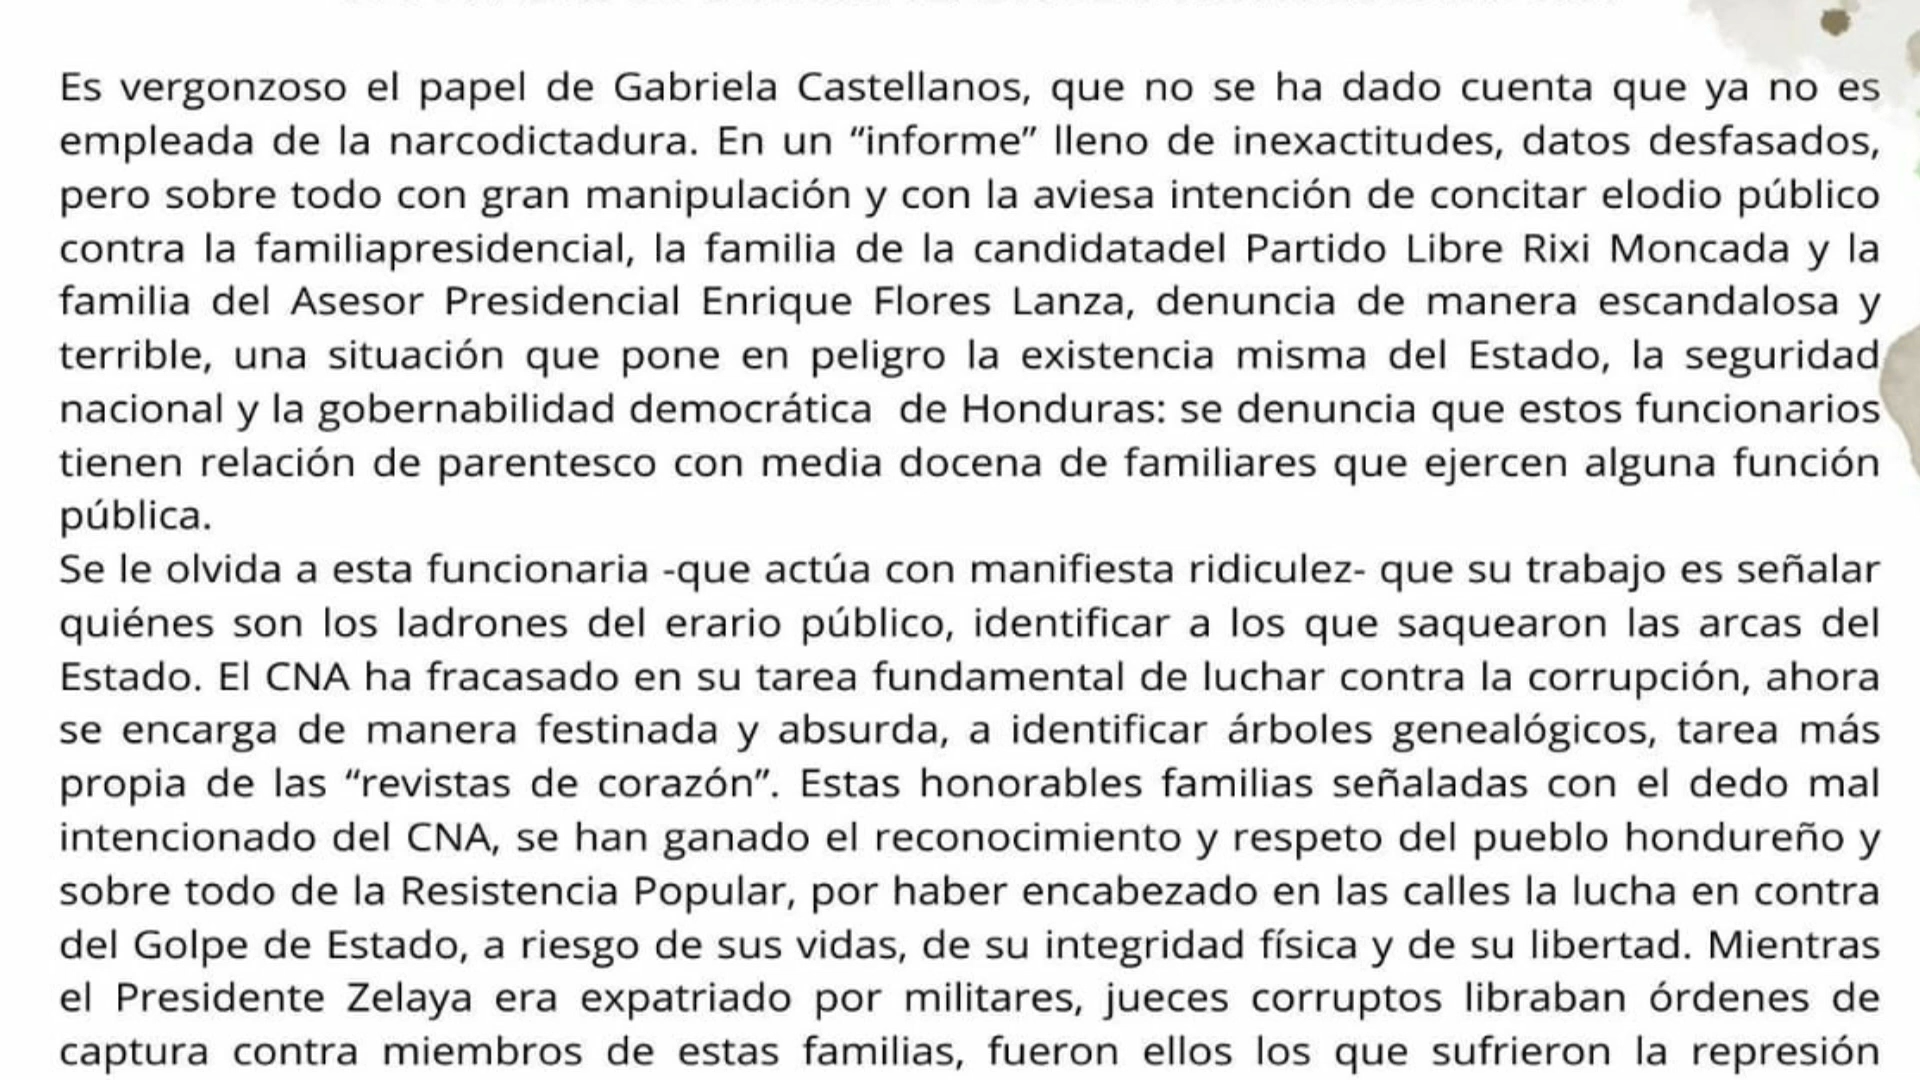 Es vergonzoso el papel de Gabriela Castellanos, que no se ha dado cuenta que ya no es
empleada de la narcodictadura. En un “informe” lleno de inexactitudes, datos desfasados,
pero sobre todo con gran manipulación y con la aviesa intención de concitar elodio público
contra la familiapresidencial, la familia de la candidatadel Partido Libre Rixi Moncada y la
familia del Asesor Presidencial Enrique Flores Lanza, denuncia de manera escandalosa y
terrible, una situación que pone en peligro la existencia misma del Estado, la seguridad
nacional y la gobernabilidad democrática  de Honduras: se denuncia que estos funcionarios
tienen relación de parentesco con media docena de familiares que ejercen alguna función
pública.
Se le olvida a esta funcionaria -que actúa con manifiesta ridiculez- que su trabajo es señalar
quiénes son los ladrones del erario público, identificar a los que saquearon las arcas del
Estado. El CNA ha fracasado en su tarea fundamental de luchar contra la corrupción, ahora
se encarga de manera festinada y absurda, a identificar árboles genealógicos, tarea más
propia de las “revistas de corazón”. Estas honorables familias señaladas con el dedo mal
intencionado del CNA, se han ganado el reconocimiento y respeto del pueblo hondureño y
sobre todo de la Resistencia Popular, por haber encabezado en las calles la lucha en contra
del Golpe de Estado, a riesgo de sus vidas, de su integridad física y de su libertad. Mientras
el Presidente Zelaya era expatriado por militares, jueces corruptos libraban órdenes de
captura contra miembros de estas familias, fueron ellos los que sufrieron la represión